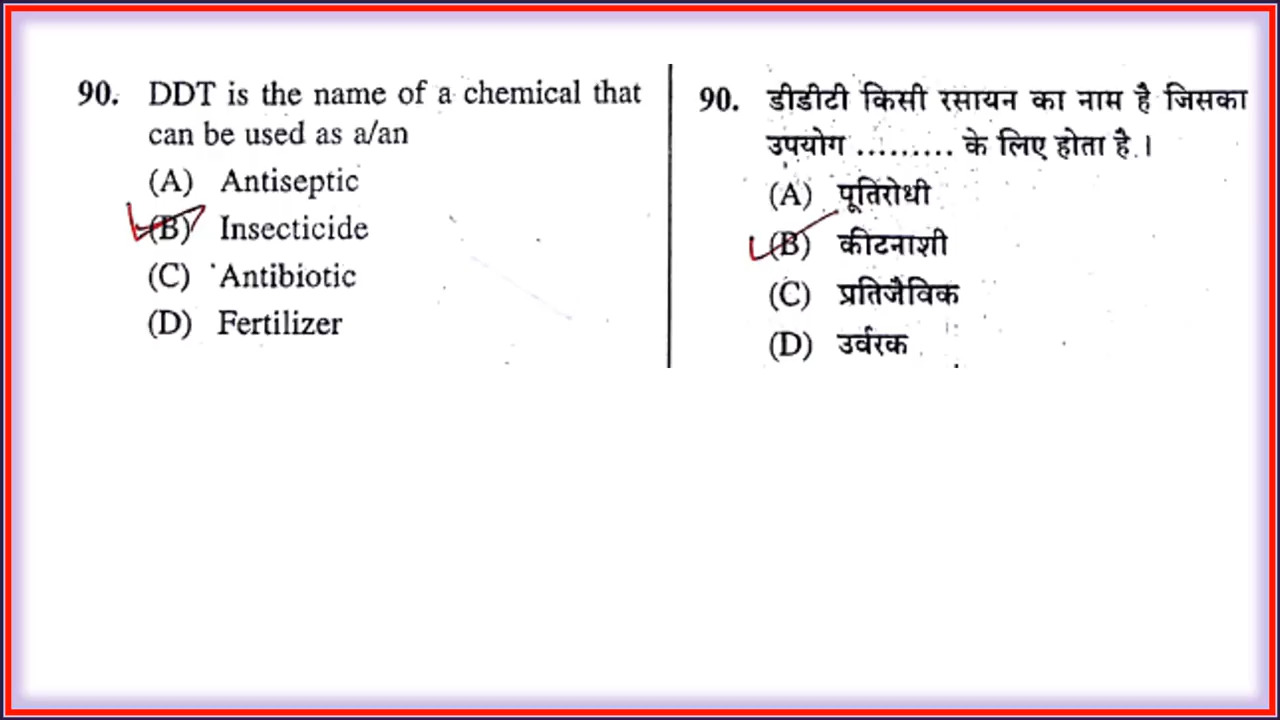 90. DDT is the name of a chemical that
can be used as a/an
(A) Antiseptic
(B) Insecticide
(C) Antibiotic
(D) Fertilizer
90. डीडीटी किसी रसायन का नाम है जिसका
उपयोग ......... के लिए होता है ।
(A) पूतिरोधी
(B) कीटनाशी
(C) प्रतिजैविक
(D) उर्वरक